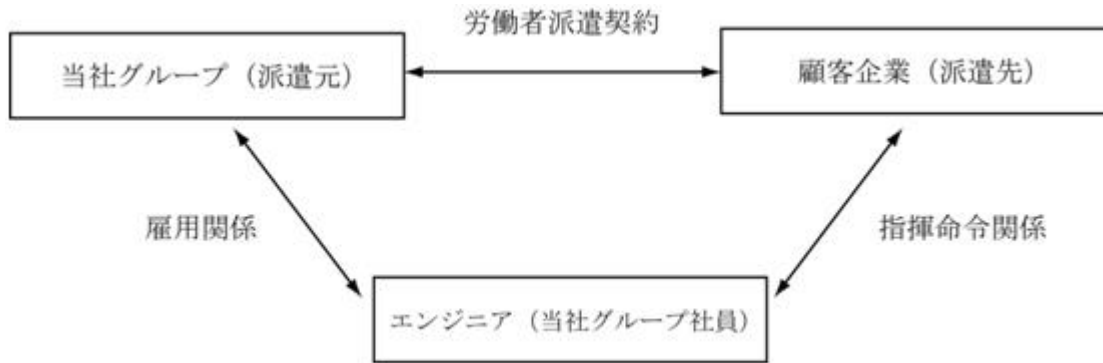 労働者派遣契約
当社グループ（派遣元）
顧客企業（派遣先）
雇用関係
指揮命令関係
エンジニア（当社グループ社員）